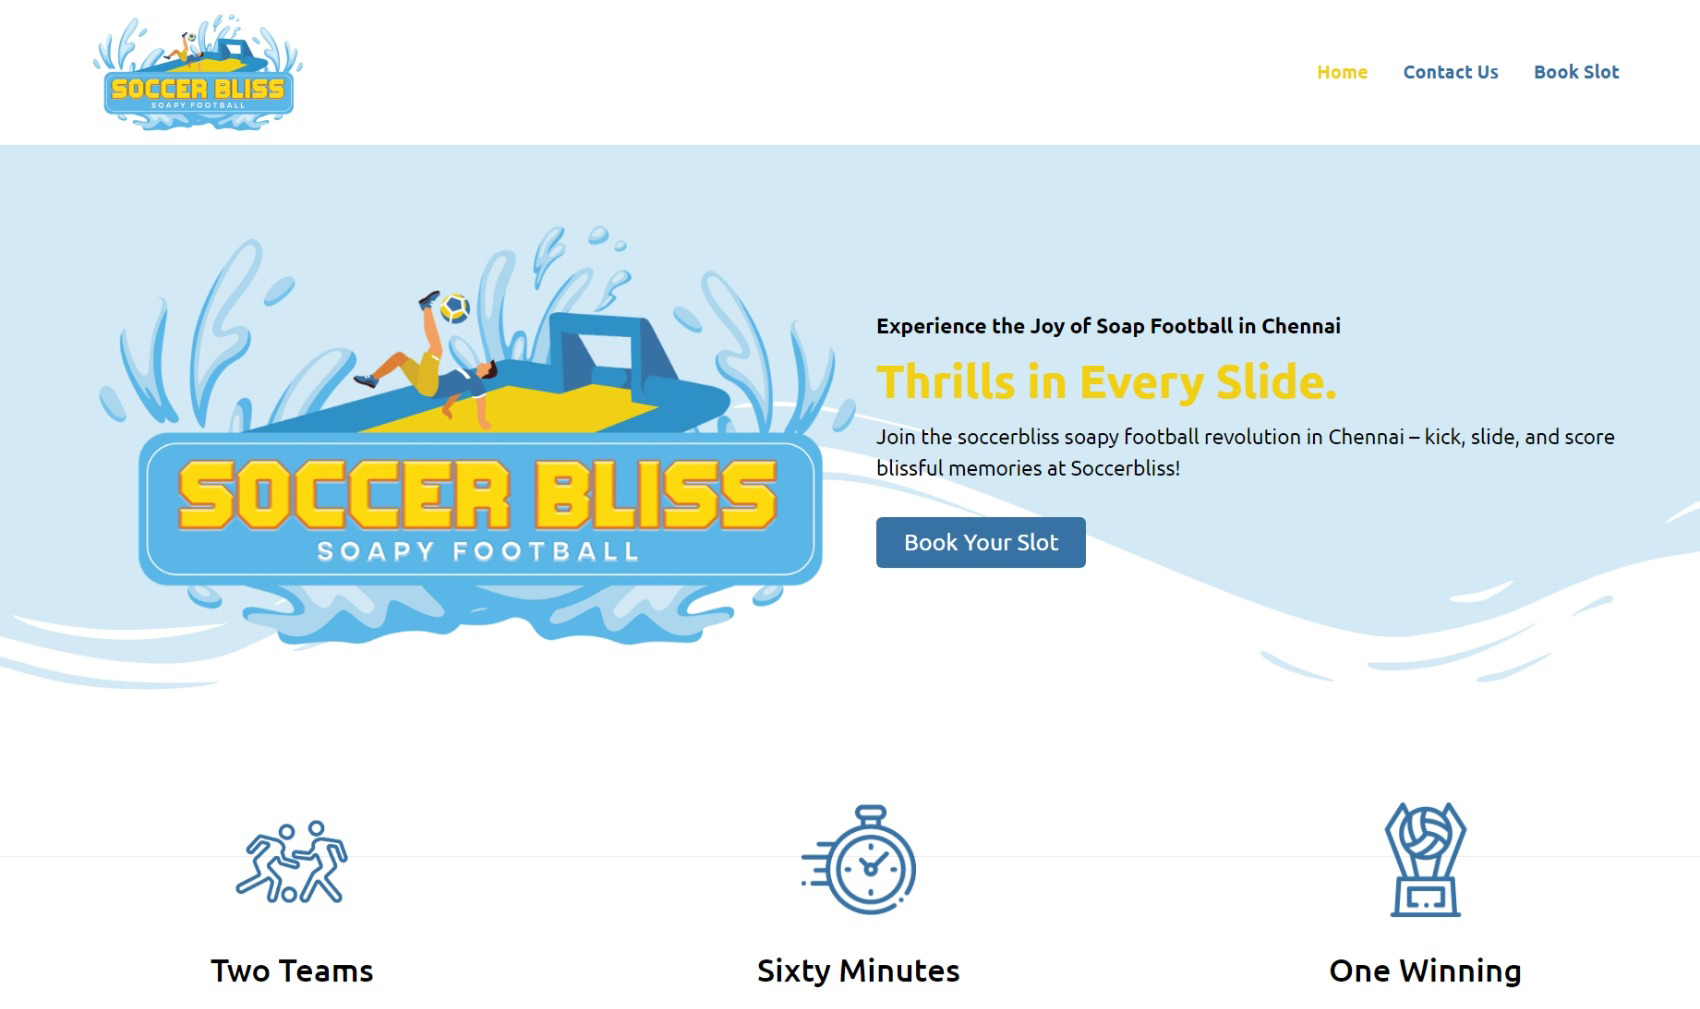 SOCCER BLISS
SOAPY FOOTBALL
Home
Contact Us
Book Slot
SOCCER BLISS
SOAPY FOOTBALL
Experience the Joy of Soap Football in Chennai
Thrills in Every Slide.
Join the soccerbliss soapy football revolution in Chennai – kick, slide, and score
blissful memories at Soccerbliss!
Book Your Slot
Two Teams
Sixty Minutes
One Winning